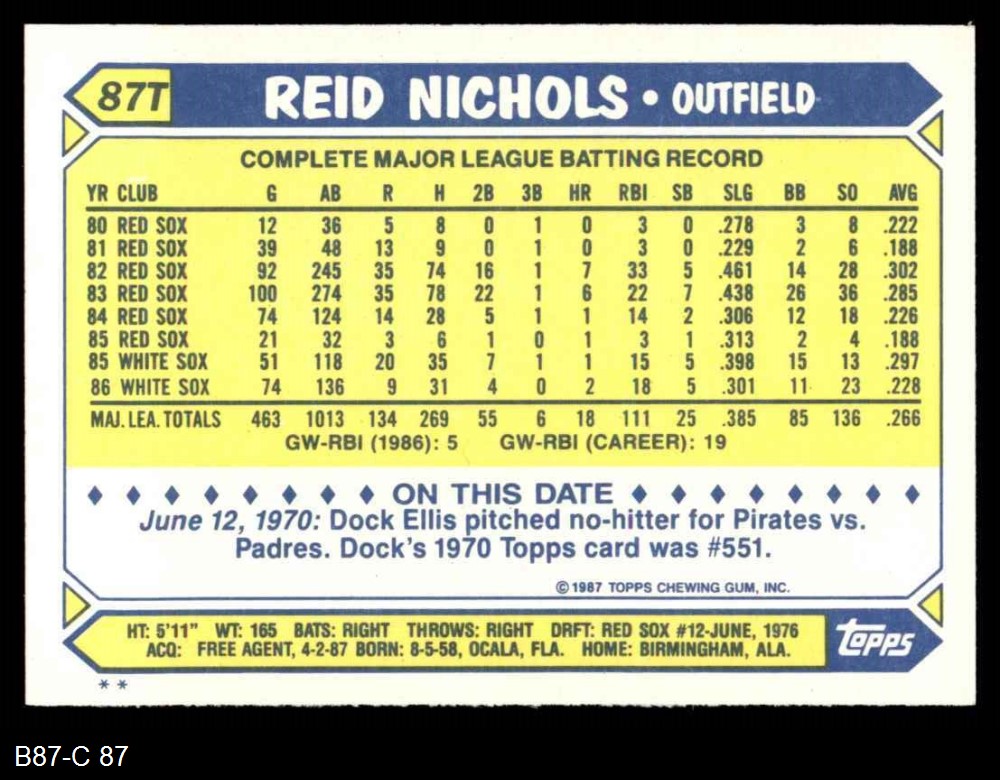 87T
REID NICHOLS • OUTFIELD
COMPLETE MAJOR LEAGUE BATTING RECORD
YR CLUB G AB R H 2B 3B HR RBI SB SLG BB SO AVG
80 RED SOX 12 36 5 8 0 1 0 3 0 .278 3 8 .222
81 RED SOX 39 48 13 9 0 1 0 3 0 .229 2 6 .188
82 RED SOX 92 245 35 74 16 1 7 33 5 .461 14 28 .302
83 RED SOX 100 274 35 78 22 1 6 22 7 .438 26 36 .285
84 RED SOX 74 124 14 28 5 1 1 14 2 .306 12 18 .226
85 RED SOX 21 32 3 6 1 0 1 3 1 .313 2 4 .188
85 WHITE SOX 51 118 20 35 7 1 1 15 5 .398 15 13 .297
86 WHITE SOX 74 136 9 31 4 0 2 18 5 .301 11 23 .228
MAJ. LEA. TOTALS 463 1013 134 269 55 6 18 111 25 .385 85 136 .266
GW-RBI (1986): 5 GW-RBI (CAREER): 19
ON THIS DATE
June 12, 1970: Dock Ellis pitched no-hitter for Pirates vs.
Padres. Dock's 1970 Topps card was #551.
© 1987 TOPPS CHEWING GUM, INC.
HT: 5'11" WT: 165 BATS: RIGHT THROWS: RIGHT DRFT: RED SOX #12-JUNE, 1976
ACQ: FREE AGENT, 4-2-87 BORN: 8-5-58, OCALA, FLA. HOME: BIRMINGHAM, ALA.
topps
**
B87-C 87